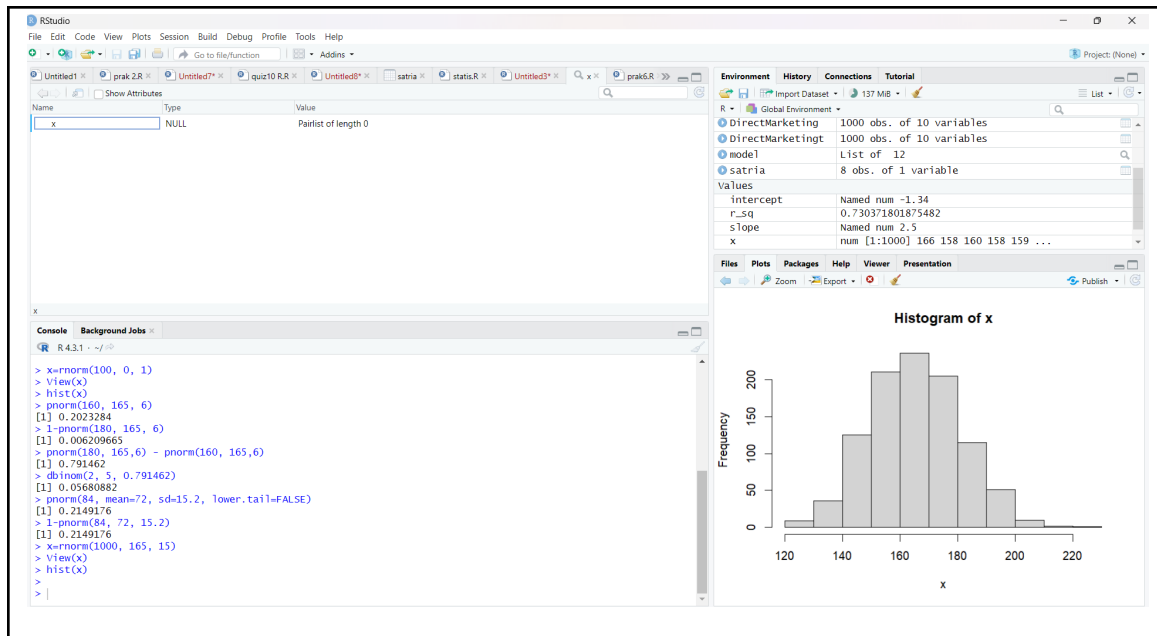 RStudio
File Edit Code View Plots Session Build Debug Profile Tools Help
Go to file/function
Addins
Project: (None)
Untitled1 ×
prak 2.R ×
Untitled7* ×
quiz10 R.R ×
Untitled8* ×
satria ×
statis.R ×
Untitled3* ×
x ×
prak6.R ×
Show Attributes
Name Type Value
x NULL Pairlist of length 0
x
Console Background Jobs ×
R 4.3.1 · ~/
> x=rnorm(100, 0, 1)
> View(x)
> hist(x)
> pnorm(160, 165, 6)
[1] 0.2023284
> 1-pnorm(180, 165, 6)
[1] 0.006209665
> pnorm(180, 165,6) - pnorm(160, 165,6)
[1] 0.791462
> dbinom(2, 5, 0.791462)
[1] 0.05680882
> pnorm(84, mean=72, sd=15.2, lower.tail=FALSE)
[1] 0.2149176
> 1-pnorm(84, 72, 15.2)
[1] 0.2149176
> x=rnorm(1000, 165, 15)
> View(x)
> hist(x)
>
>
Environment History Connections Tutorial
Import Dataset 137 MiB List
R Global Environment
DirectMarketing 1000 obs. of 10 variables
DirectMarketingt 1000 obs. of 10 variables
model List of 12
satria 8 obs. of 1 variable
Values
intercept Named num -1.34
r_sq 0.730371801875482
slope Named num 2.5
x num [1:1000] 166 158 160 158 159 ...
Files Plots Packages Help Viewer Presentation
Zoom Export Publish
Histogram of x
Frequency
200
150
100
50
0
120 140 160 180 200 220
x